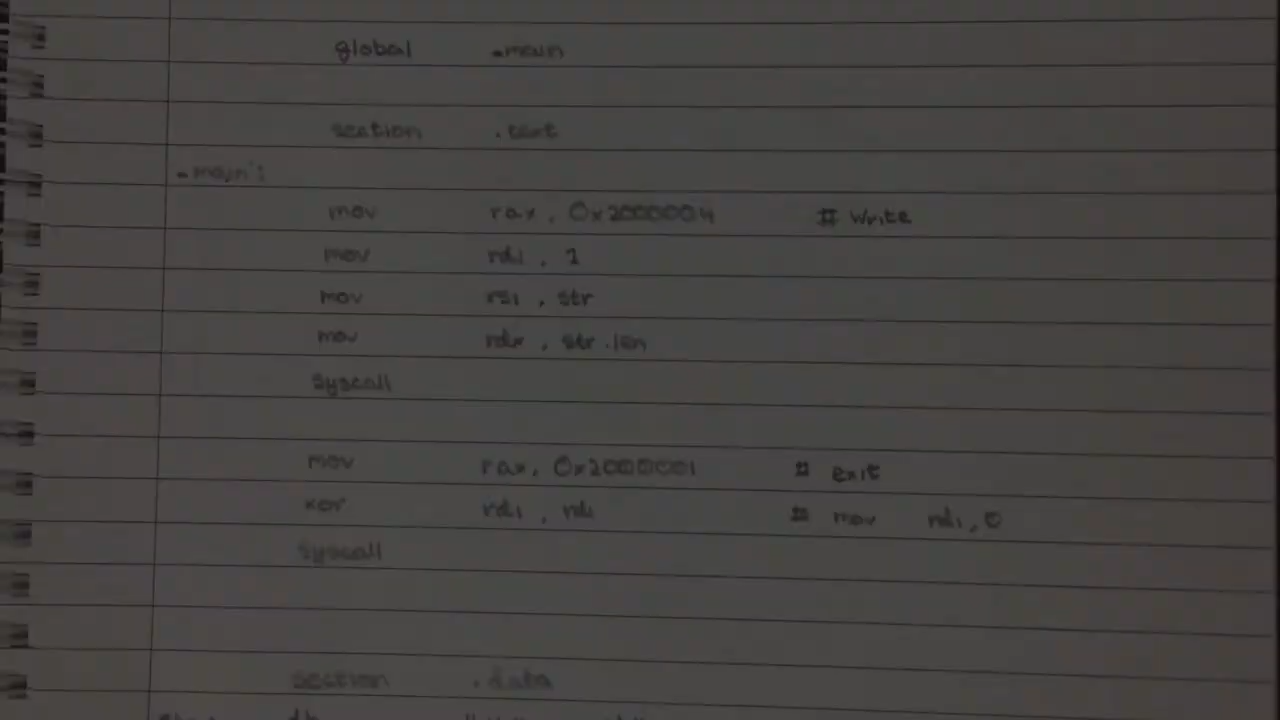 global _main
section .text
_main:
mov rax, 0x2000004 # write
mov rdi, 1
mov rsi, str
mov rdx, str.len
syscall
mov rax, 0x2000001 # exit
xor rdi, rdi # mov rdi, 0
syscall
section .data